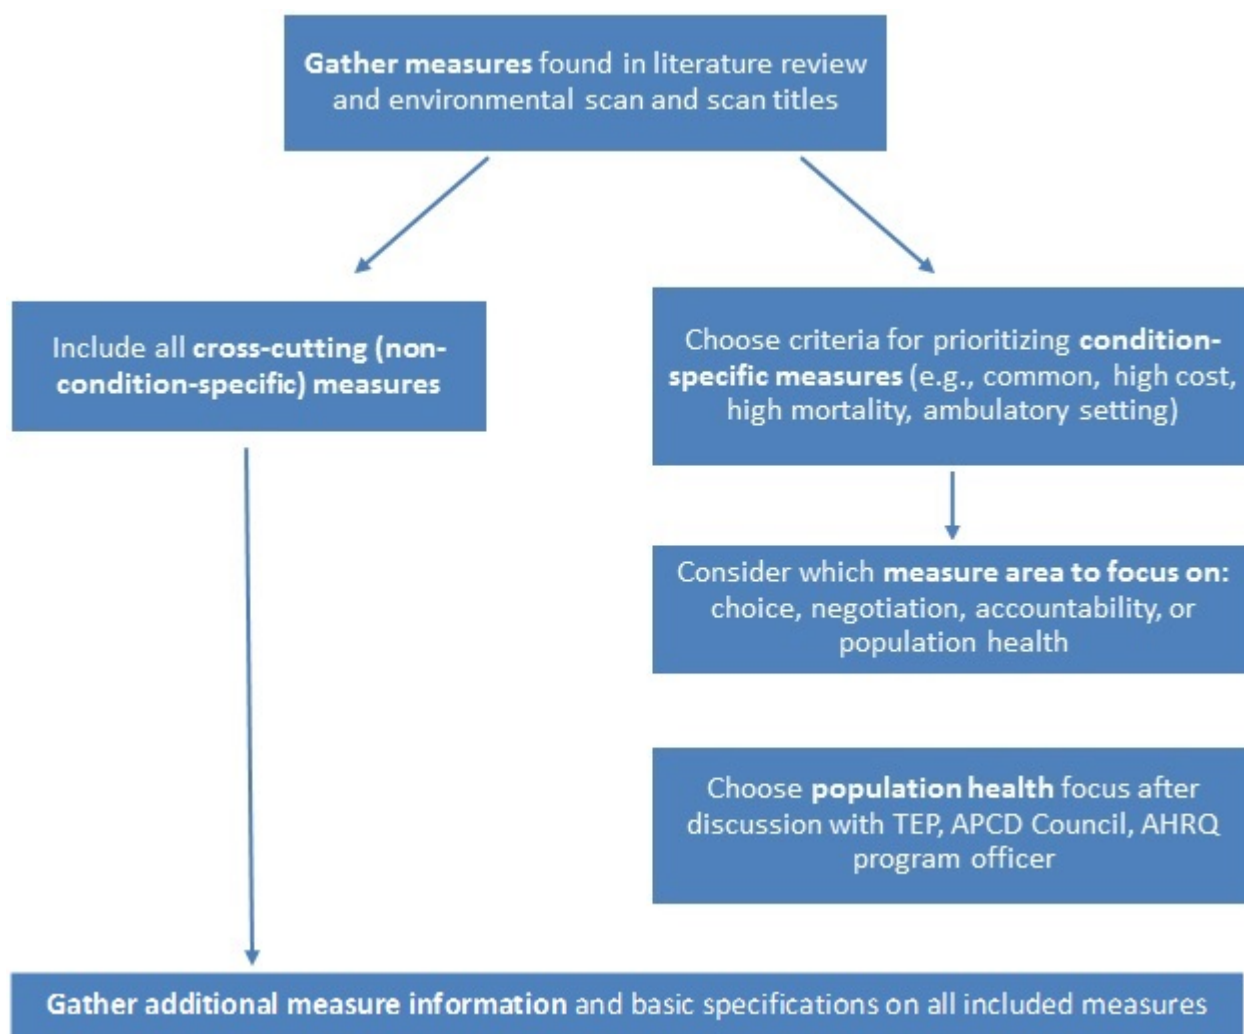 Gather measures found in literature review
and environmental scan and scan titles
Include all cross-cutting (non-
condition-specific) measures
Choose criteria for prioritizing condition-
specific measures (e.g., common, high cost,
high mortality, ambulatory setting)
Consider which measure area to focus on:
choice, negotiation, accountability, or
population health
Choose population health focus after
discussion with TEP, APCD Council, AHRQ
program officer
Gather additional measure information and basic specifications on all included measures